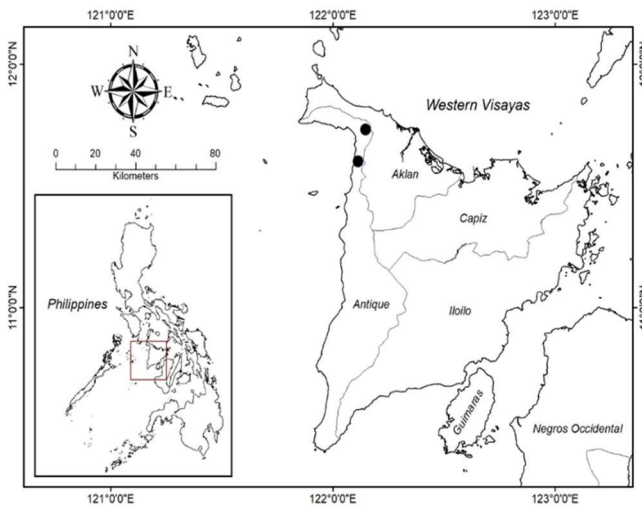 121°0'0"E 122°0'0"E 123°0'0"E
12°0'0"N
N
W E
S
0 20 40 60 80
Kilometers
Western Visayas
Aklan
Capiz
Philippines
Antique
Iloilo
11°0'0"N
Guimaras
Negros Occidental
121°0'0"E 122°0'0"E 123°0'0"E